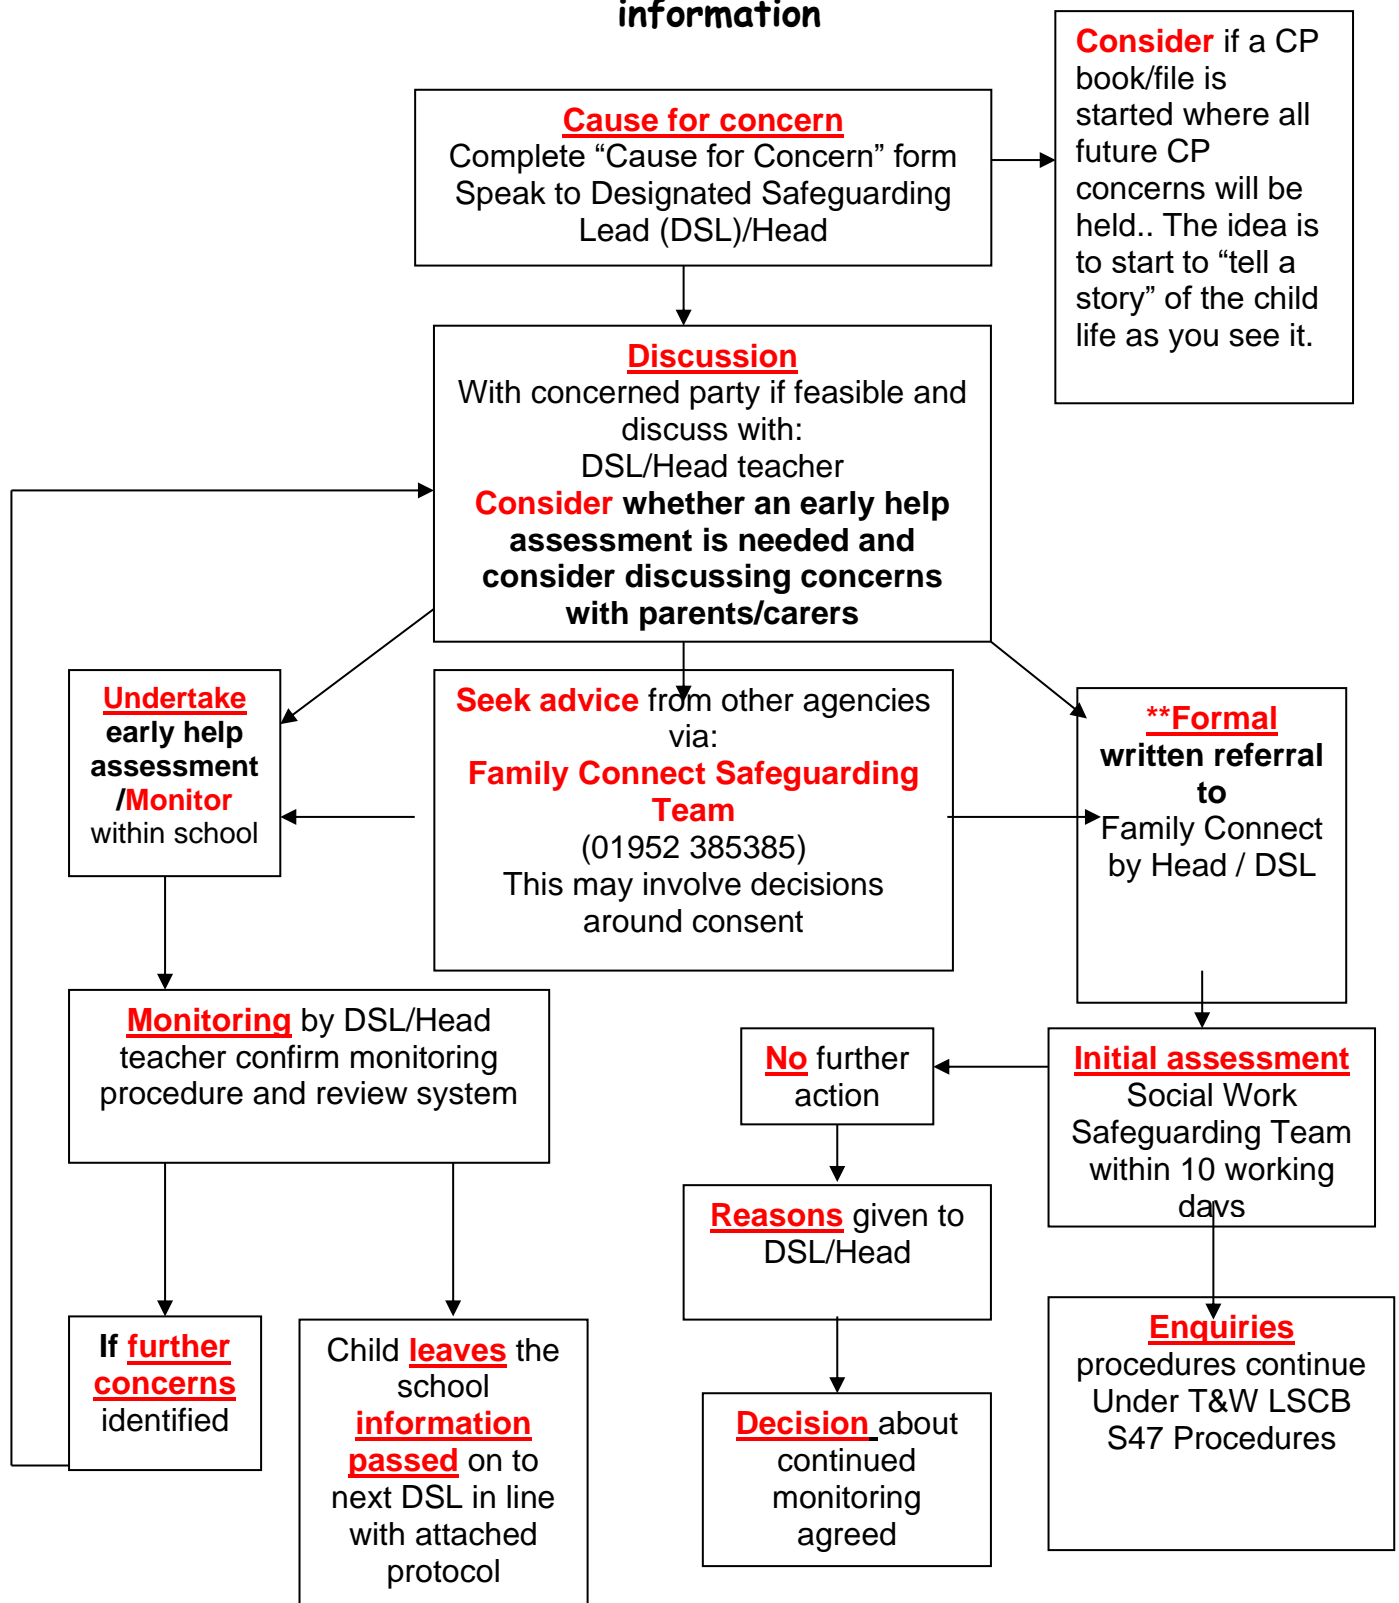 information
Consider if a CP
book/file is
started where all
future CP
concerns will be
held.. The idea is
to start to “tell a
story” of the child
life as you see it.
Cause for concern
Complete “Cause for Concern” form
Speak to Designated Safeguarding
Lead (DSL)/Head
Discussion
With concerned party if feasible and
discuss with:
DSL/Head teacher
Consider whether an early help
assessment is needed and
consider discussing concerns
with parents/carers
Undertake
early help
assessment
/Monitor
within school
Seek advice from other agencies
via:
Family Connect Safeguarding
Team
(01952 385385)
This may involve decisions
around consent
**Formal
written referral
to
Family Connect
by Head / DSL
Monitoring by DSL/Head
teacher confirm monitoring
procedure and review system
No further
action
Initial assessment
Social Work
Safeguarding Team
within 10 working
days
Reasons given to
DSL/Head
If further
concerns
identified
Child leaves the
school
information
passed on to
next DSL in line
with attached
protocol
Decision about
continued
monitoring
agreed
Enquiries
procedures continue
Under T&W LSCB
S47 Procedures